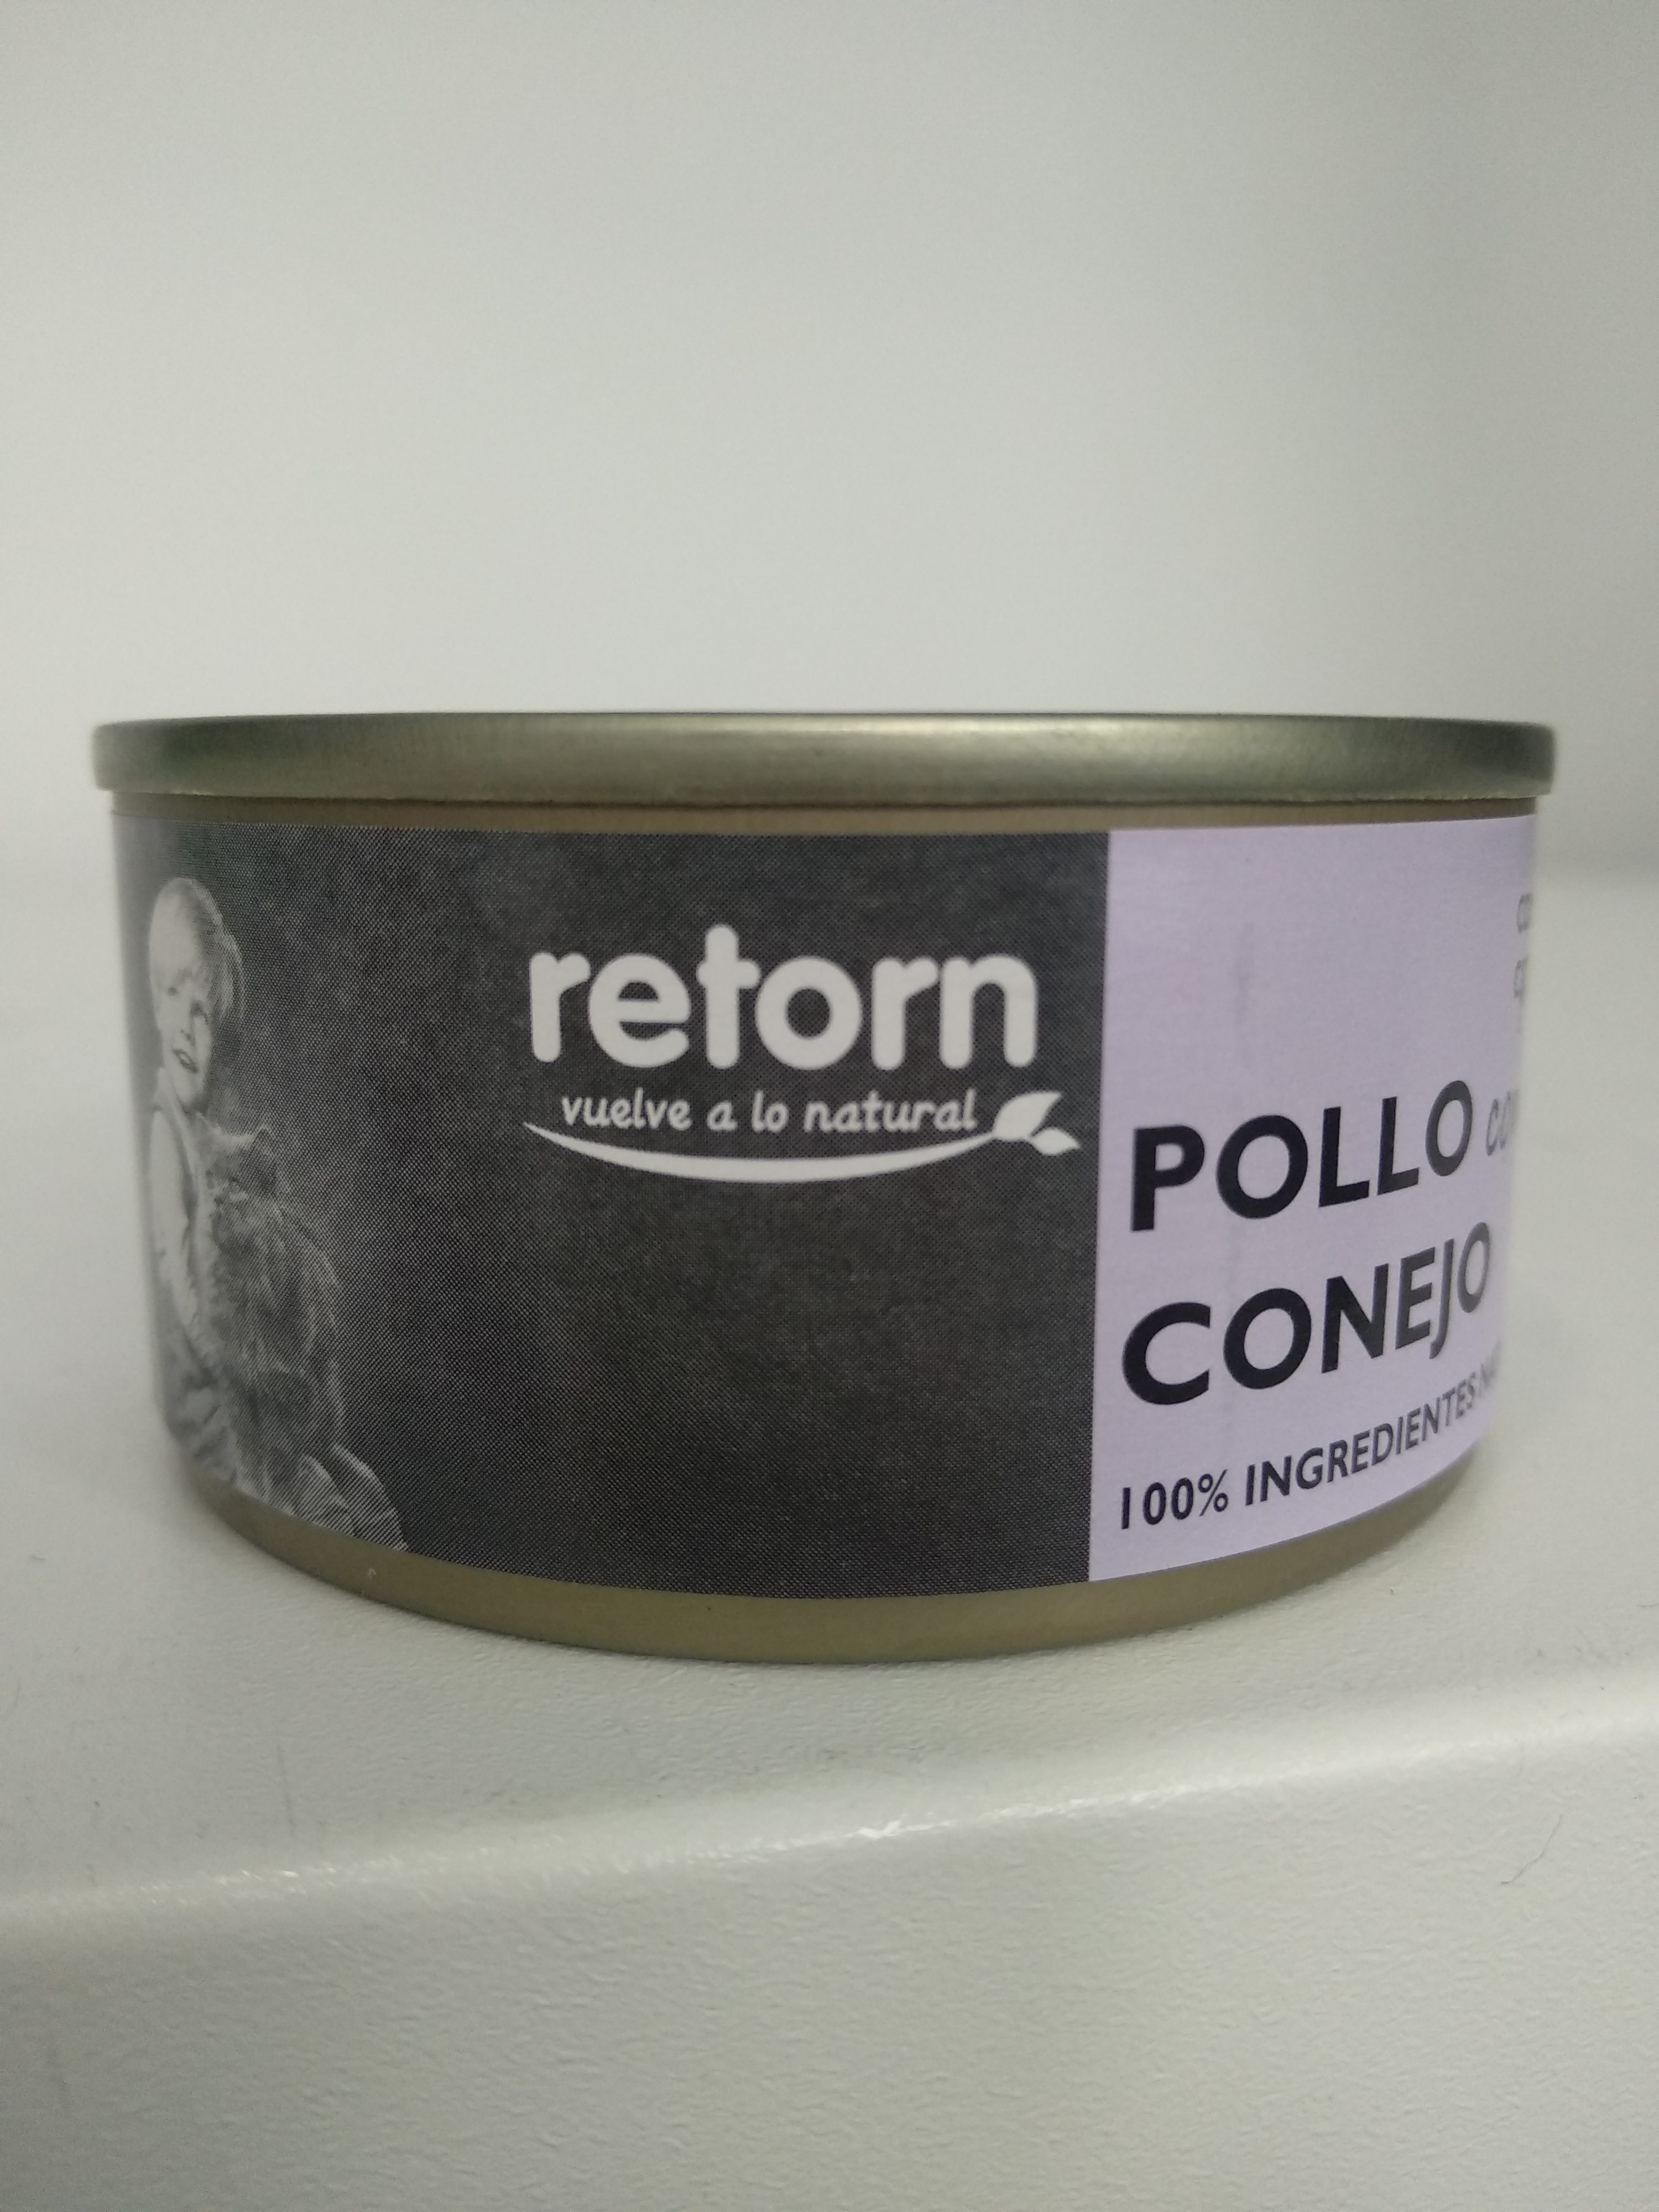 retorn
vuelve a lo natural
POLLO
CONEJO
100% INGREDIENTES